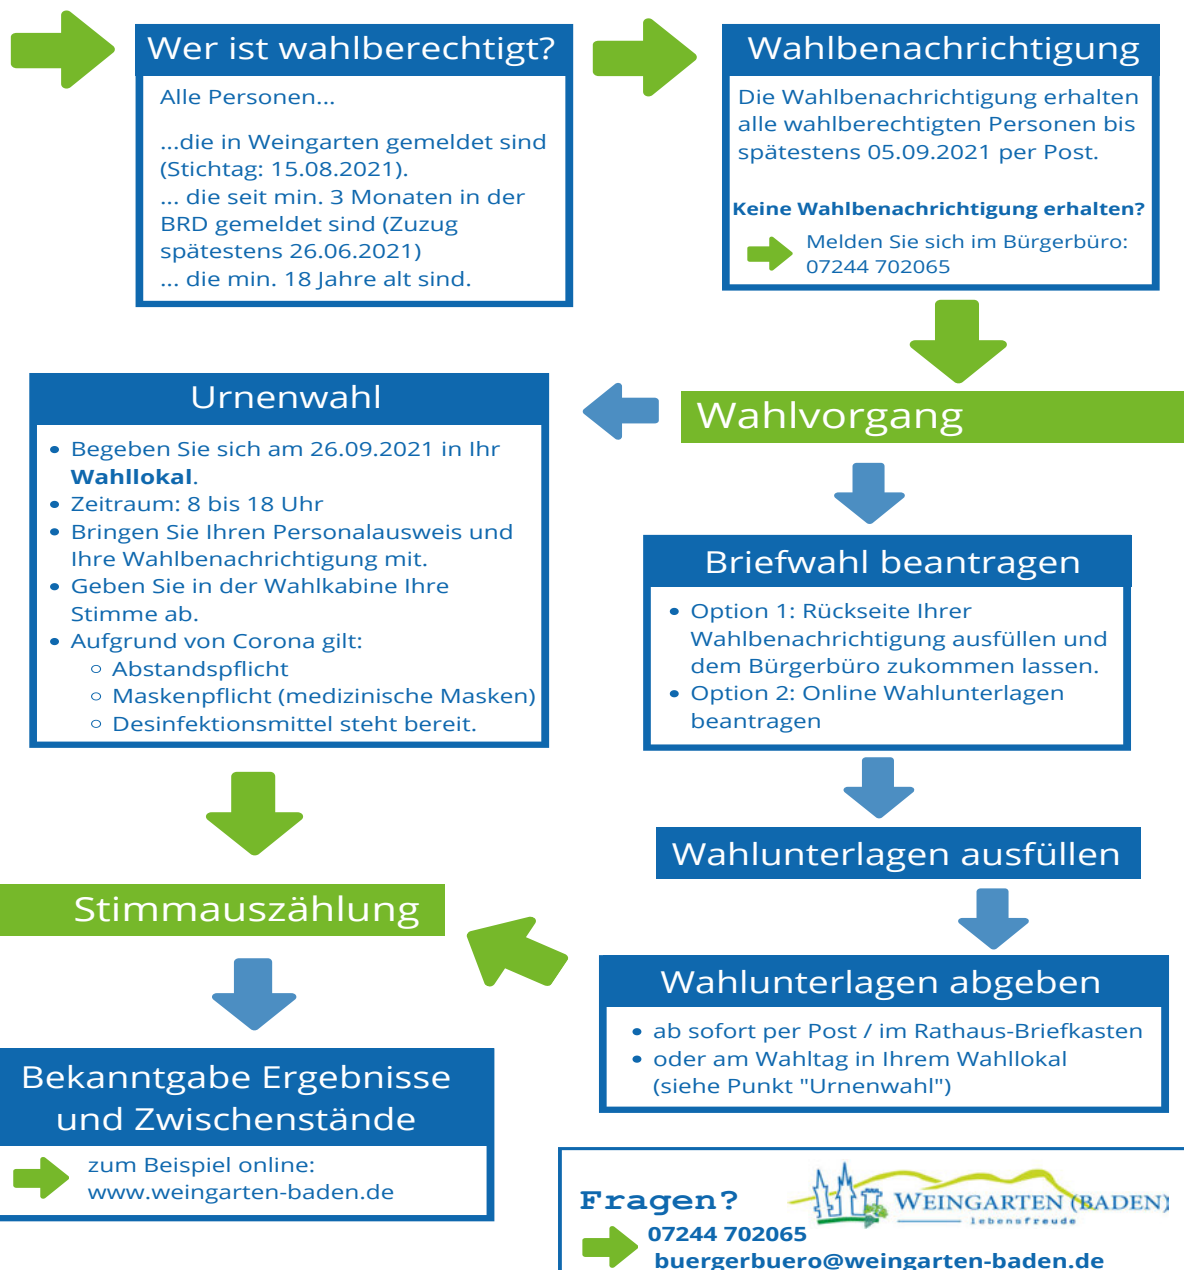 Wer ist wahlberechtigt?
Alle Personen...
...die in Weingarten gemeldet sind
(Stichtag: 15.08.2021).
... die seit min. 3 Monaten in der
BRD gemeldet sind (Zuzug
spätestens 26.06.2021)
... die min. 18 Jahre alt sind.
Wahlbenachrichtigung
Die Wahlbenachrichtigung erhalten
alle wahlberechtigten Personen bis
spätestens 05.09.2021 per Post.
Keine Wahlbenachrichtigung erhalten?
Melden Sie sich im Bürgerbüro:
07244 702065
Wahlvorgang
Urnenwahl
• Begeben Sie sich am 26.09.2021 in Ihr
Wahllokal.
• Zeitraum: 8 bis 18 Uhr
• Bringen Sie Ihren Personalausweis und
Ihre Wahlbenachrichtigung mit.
• Geben Sie in der Wahlkabine Ihre
Stimme ab.
• Aufgrund von Corona gilt:
◦ Abstandspflicht
◦ Maskenpflicht (medizinische Masken)
◦ Desinfektionsmittel steht bereit.
Briefwahl beantragen
• Option 1: Rückseite Ihrer
Wahlbenachrichtigung ausfüllen und
dem Bürgerbüro zukommen lassen.
• Option 2: Online Wahlunterlagen
beantragen
Wahlunterlagen ausfüllen
Wahlunterlagen abgeben
• ab sofort per Post / im Rathaus-Briefkasten
• oder am Wahltag in Ihrem Wahllokal
(siehe Punkt "Urnenwahl")
Stimmauszählung
Bekanntgabe Ergebnisse
und Zwischenstände
zum Beispiel online:
www.weingarten-baden.de
Fragen?
WEINGARTEN (BADEN)
lebensfreude
07244 702065
buergerbuero@weingarten-baden.de